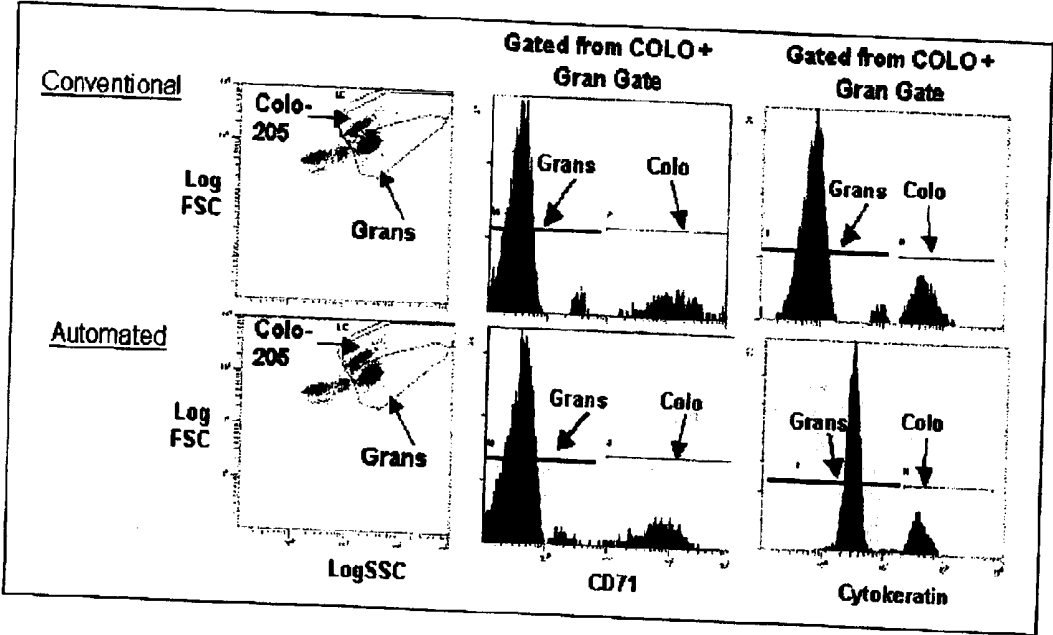 Gated from COLO+
Gran Gate
Gated from COLO+
Gran Gate
Conventional
Colo-
205
Log
FSC
Grans
Grans
Colo
Grans
Colo
Automated
Colo-
205
Log
FSC
Grans
Grans
Colo
Grans
Colo
LogSSC
CD71
Cytokeratin